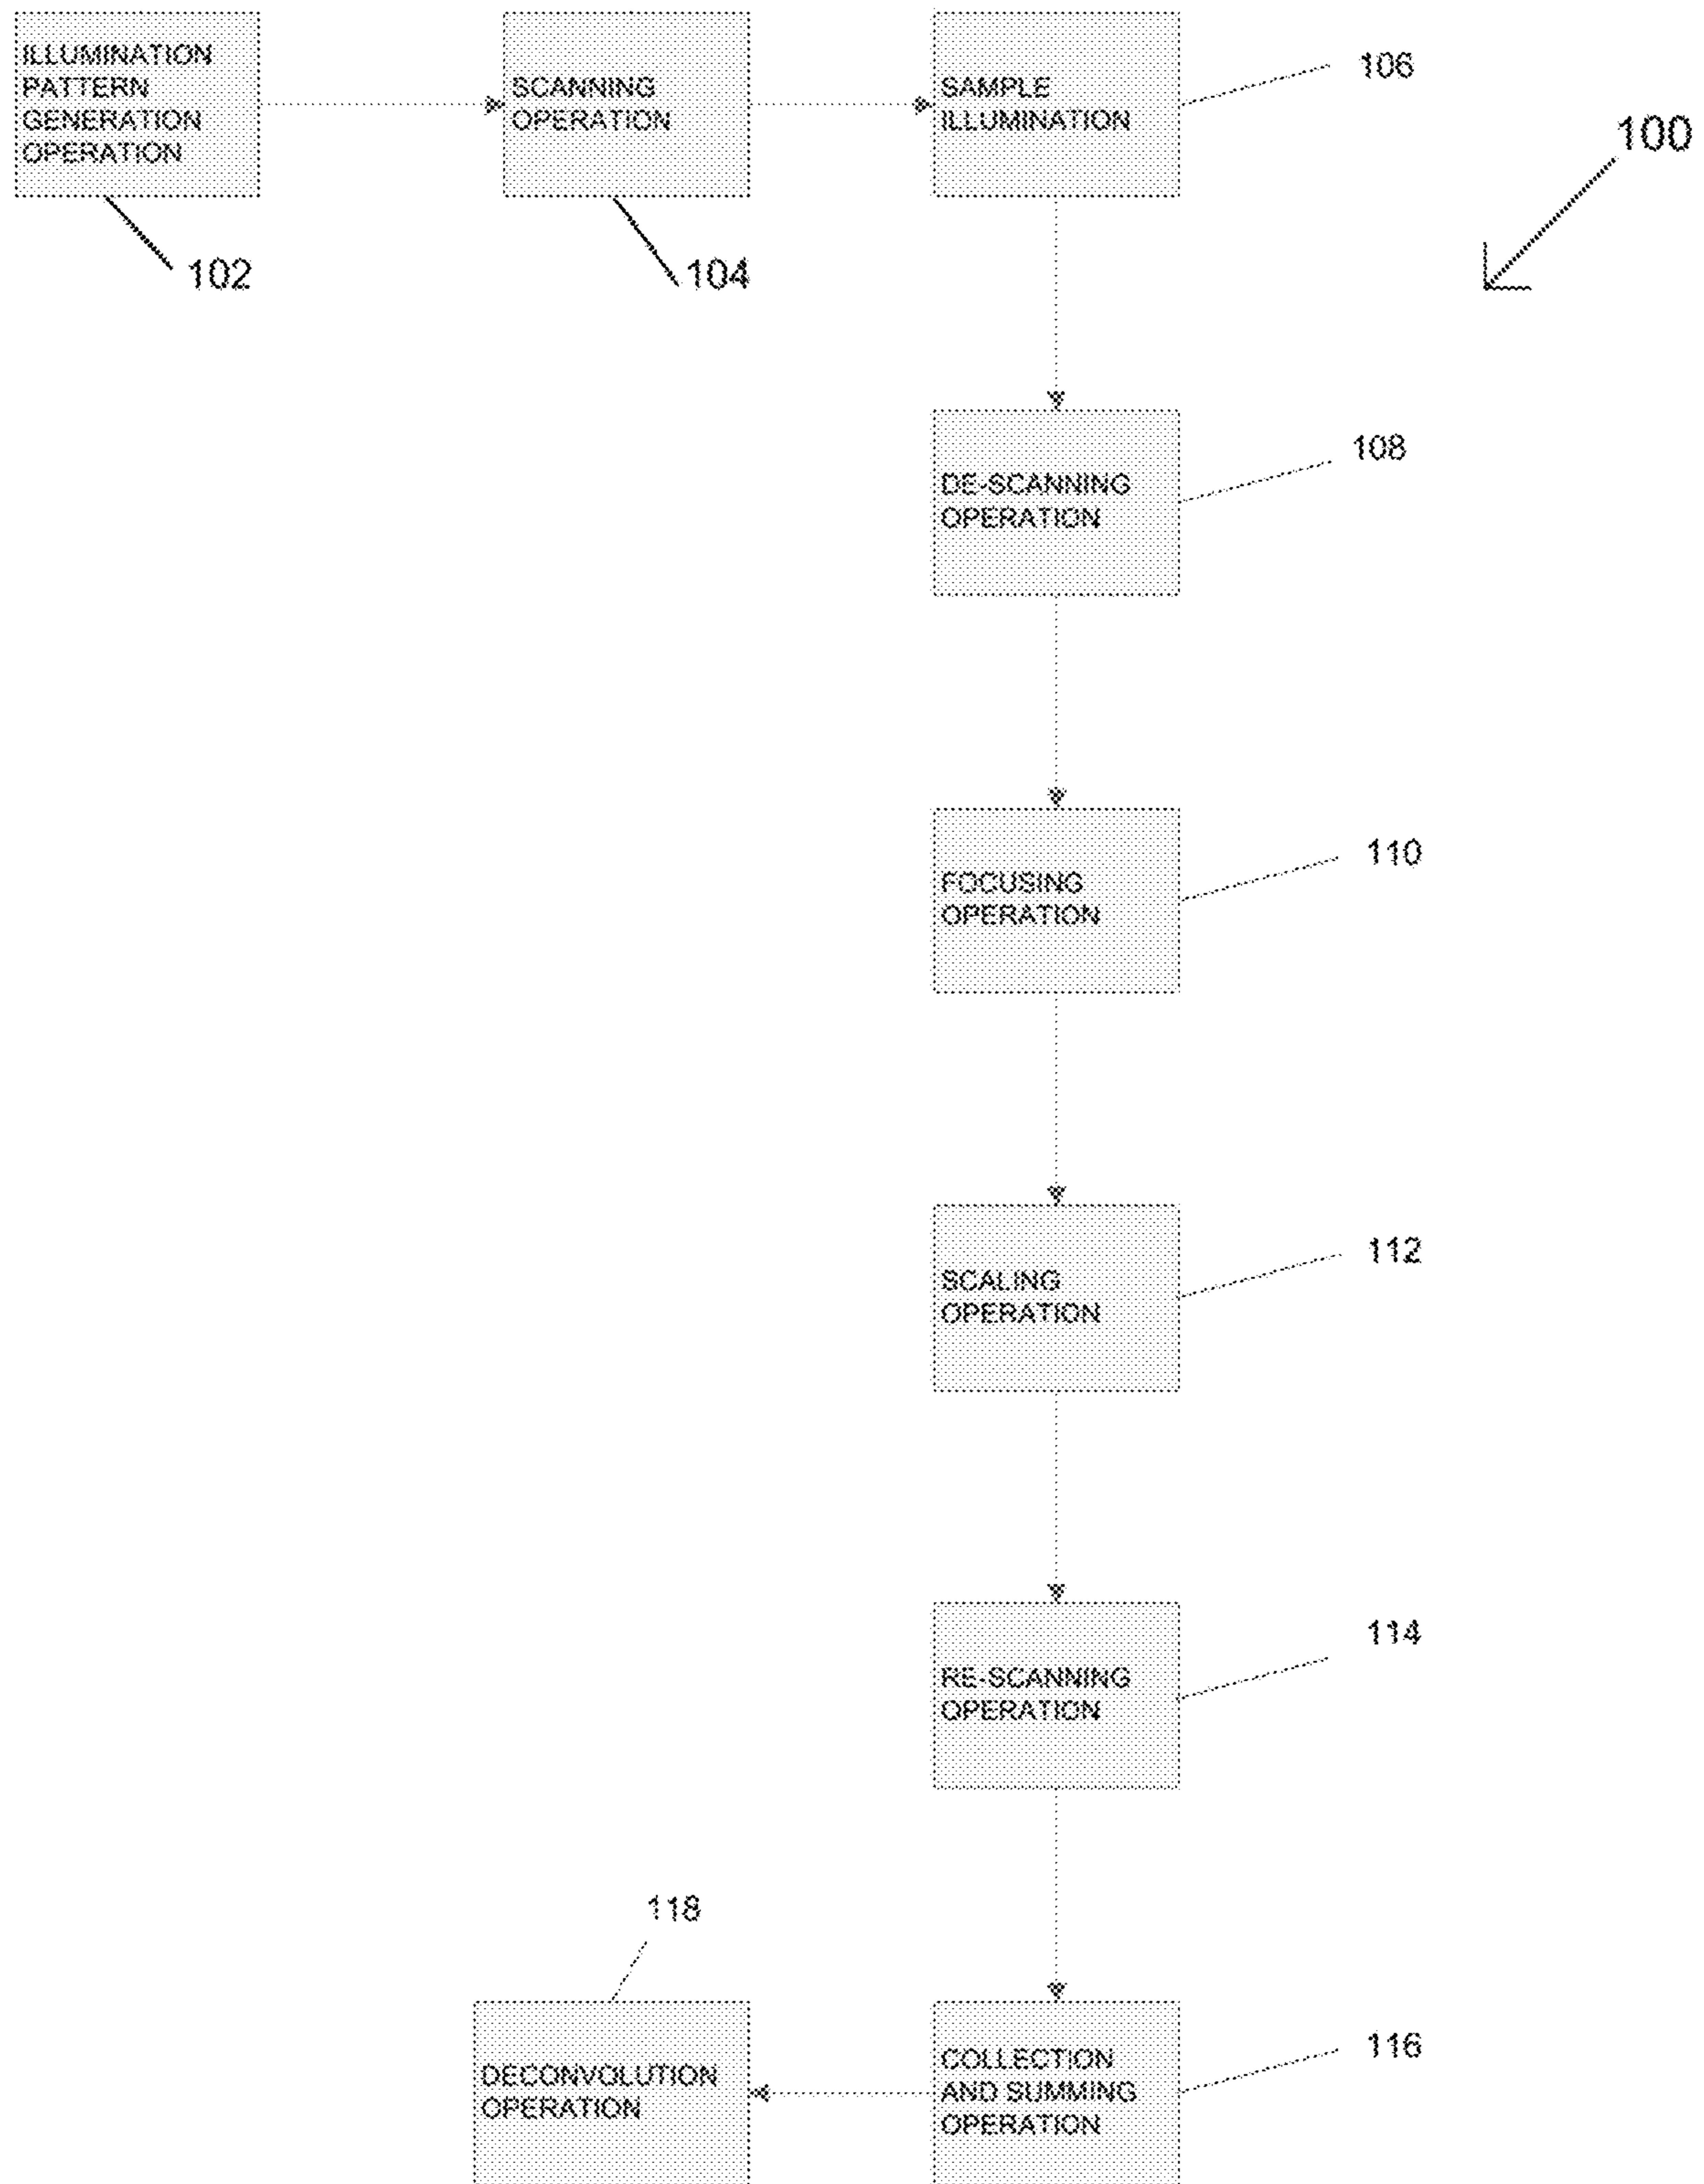 ILLUMINATION
PATTERN
GENERATION
OPERATION
SCANNING
OPERATION
SAMPLE
ILLUMINATION
106
100
102
104
DE-SCANNING
OPERATION
108
FOCUSING
OPERATION
110
SCALING
OPERATION
112
RE-SCANNING
OPERATION
114
118
DECONVOLUTION
OPERATION
COLLECTION
AND SUMMING
OPERATION
116